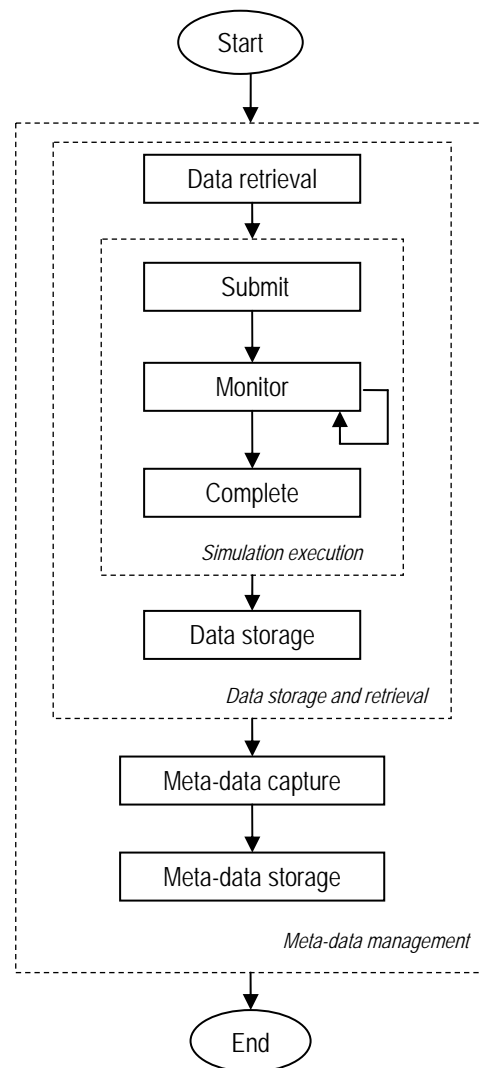 Start
Data retrieval
Submit
Monitor
Complete
Simulation execution
Data storage
Data storage and retrieval
Meta-data capture
Meta-data storage
Meta-data management
End